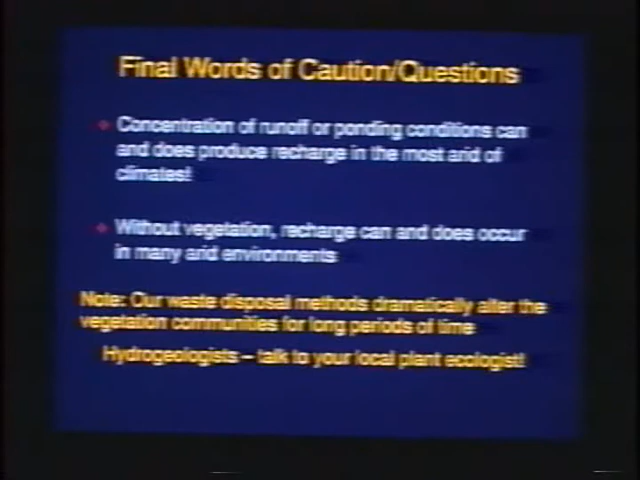 Final Words of Caution/Questions
Concentration of runoff or ponding conditions can
and does produce recharge in the most arid of
climates!
Without vegetation, recharge can and does occur
in many arid environments
Note: Our waste disposal methods dramatically alter the
vegetation communities for long periods of time
Hydrogeologists – talk to your local plant ecologist!